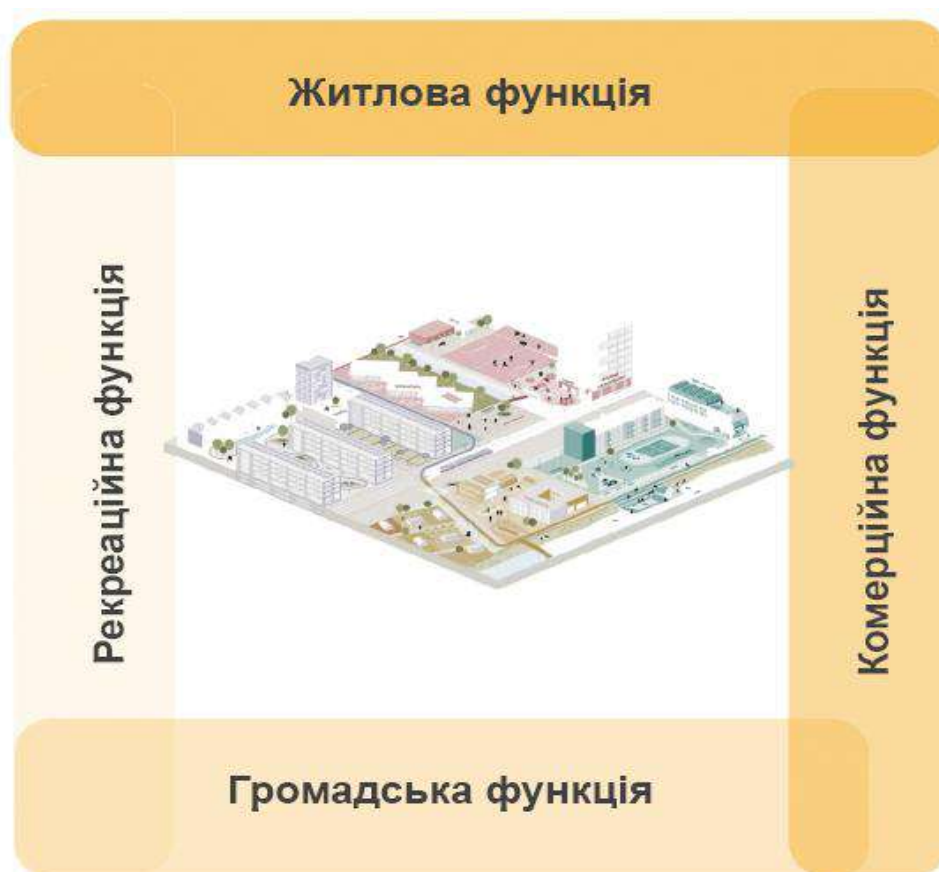 Житлова функція
Рекреаційна функція
Комерційна функція
Громадська функція